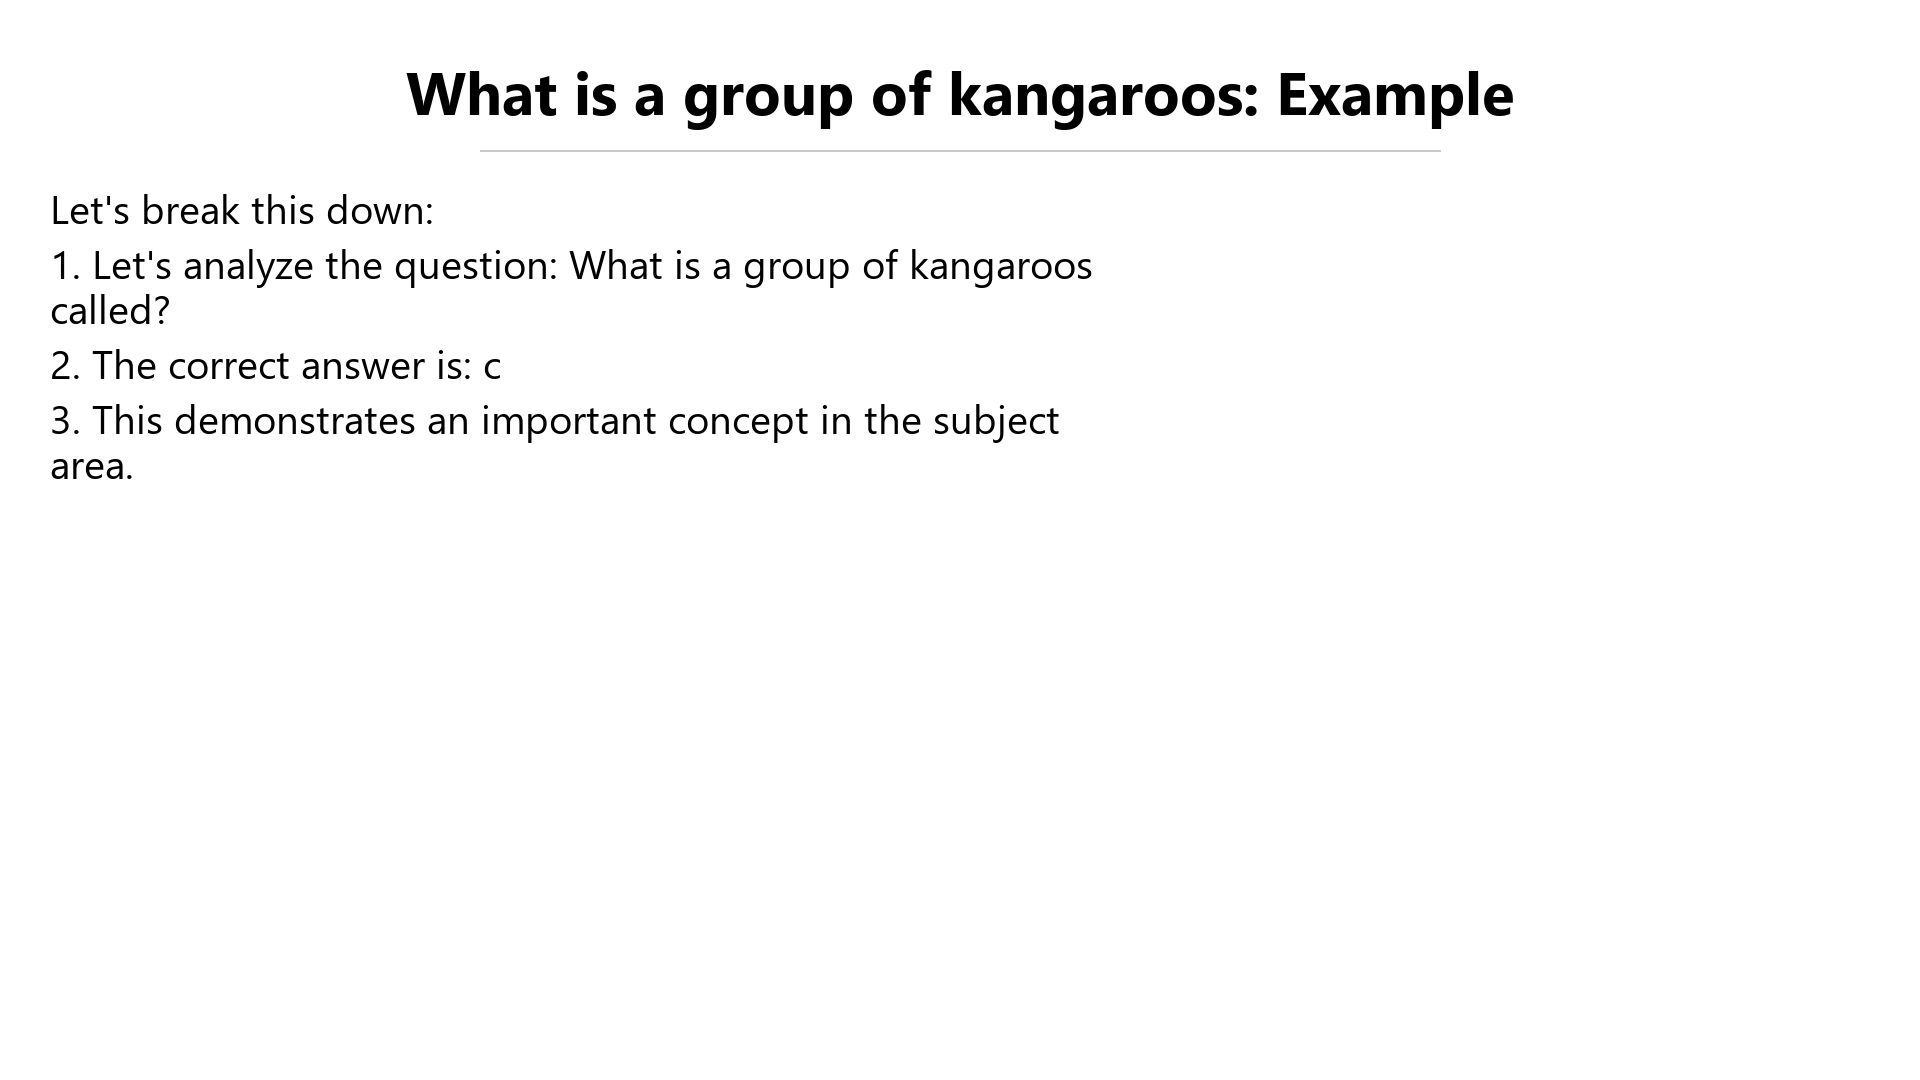 What is a group of kangaroos: Example
Let's break this down:
1. Let's analyze the question: What is a group of kangaroos
called?
2. The correct answer is: c
3. This demonstrates an important concept in the subject
area.